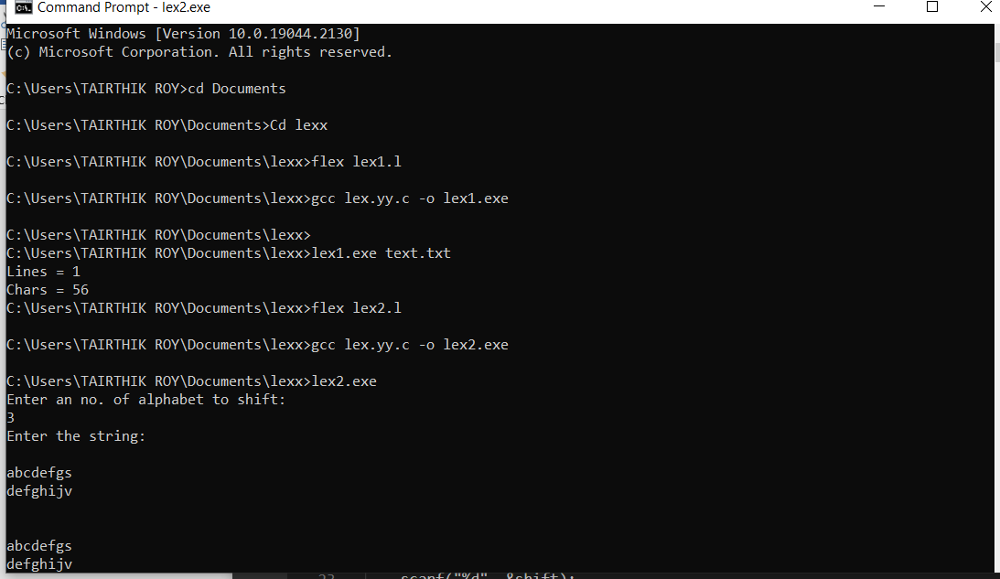 Command Prompt - lex2.exe
Microsoft Windows [Version 10.0.19044.2130]
(c) Microsoft Corporation. All rights reserved.
C:\Users\TAIRTHIK ROY>cd Documents
C:\Users\TAIRTHIK ROY\Documents>Cd lexx
C:\Users\TAIRTHIK ROY\Documents\lexx>flex lex1.l
C:\Users\TAIRTHIK ROY\Documents\lexx>gcc lex.yy.c -o lex1.exe
C:\Users\TAIRTHIK ROY\Documents\lexx>
C:\Users\TAIRTHIK ROY\Documents\lexx>lex1.exe text.txt
Lines = 1
Chars = 56
C:\Users\TAIRTHIK ROY\Documents\lexx>flex lex2.l
C:\Users\TAIRTHIK ROY\Documents\lexx>gcc lex.yy.c -o lex2.exe
C:\Users\TAIRTHIK ROY\Documents\lexx>lex2.exe
Enter an no. of alphabet to shift:
3
Enter the string:
abcdefgs
defghijv
abcdefgs
defghijv
scanf("%d", &shift);